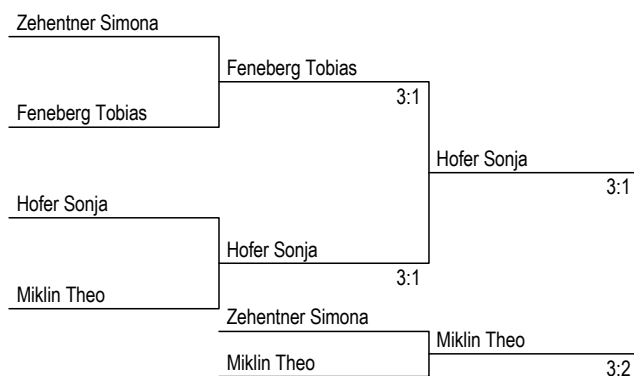 Zehentner Simona
Feneberg Tobias
3:1
Feneberg Tobias
Hofer Sonja
3:1
Hofer Sonja
Hofer Sonja
3:1
Miklin Theo
Zehentner Simona
Miklin Theo
Miklin Theo
3:2